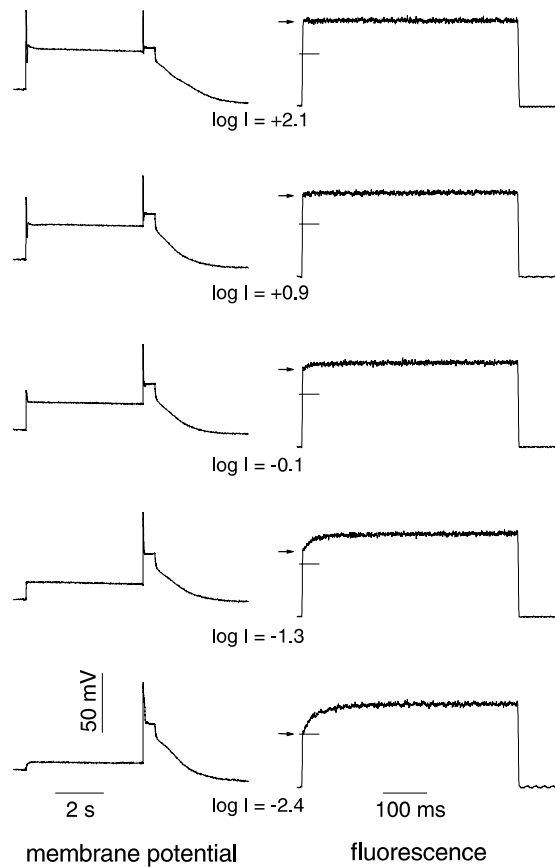 log I = +2.1
log I = +0.9
log I = -0.1
log I = -1.3
50 mV
2 s
log I = -2.4
100 ms
membrane potential
fluorescence